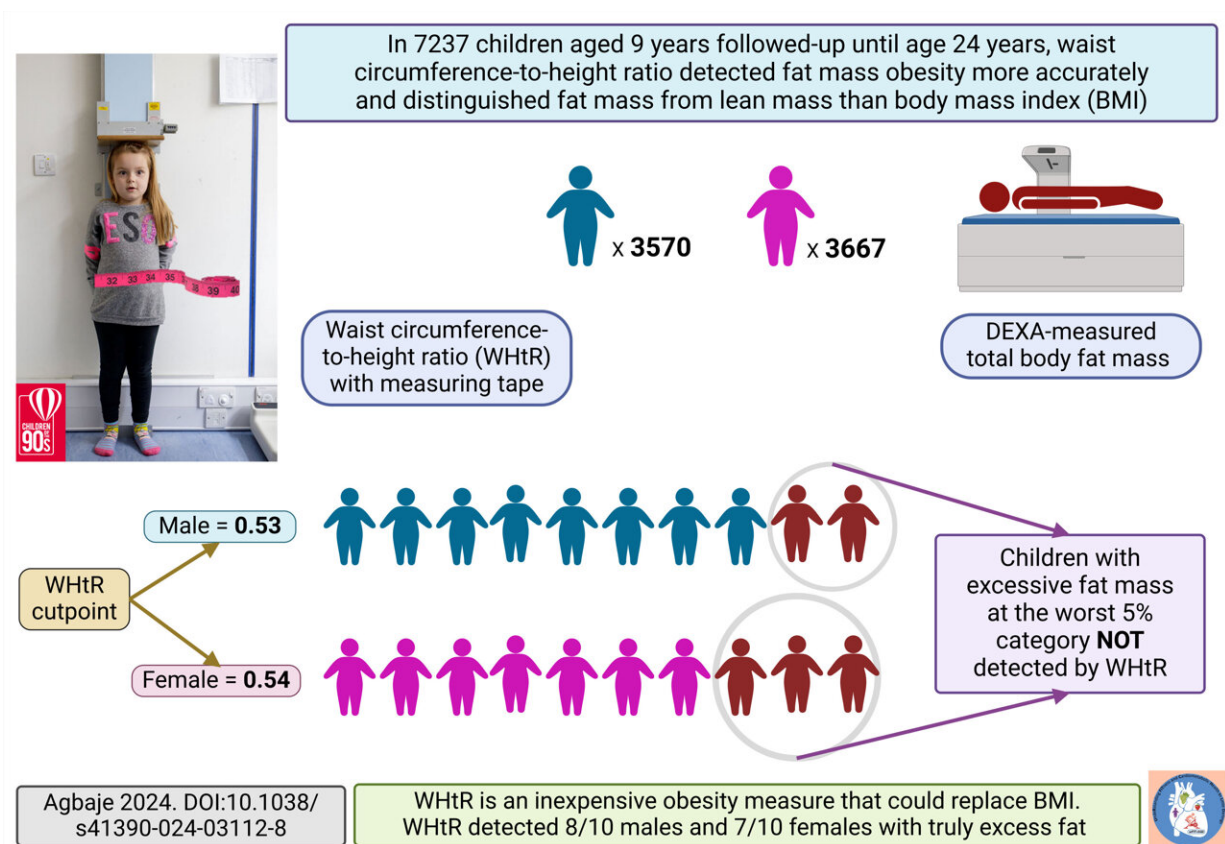 In 7237 children aged 9 years followed-up until age 24 years, waist
circumference-to-height ratio detected fat mass obesity more accurately
and distinguished fat mass from lean mass than body mass index (BMI)
ES
32 33 34 35 38 39 40
CHILDREN
90s
x 3570
x 3667
Waist circumference-
to-height ratio (WHtR)
with measuring tape
DEXA-measured
total body fat mass
Male = 0.53
WHtR
cutpoint
Female = 0.54
Children with
excessive fat mass
at the worst 5%
category NOT
detected by WHtR
Agbaje 2024. DOI:10.1038/
s41390-024-03112-8
WHtR is an inexpensive obesity measure that could replace BMI.
WHtR detected 8/10 males and 7/10 females with truly excess fat